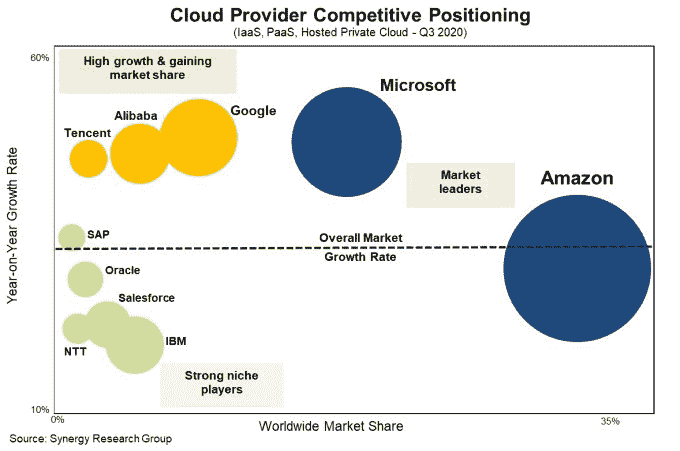 Cloud Provider Competitive Positioning
(IaaS, PaaS, Hosted Private Cloud - Q3 2020)
60%
High growth & gaining
market share
Microsoft
Google
Alibaba
Tencent
Market
leaders
Amazon
SAP
Overall Market
Growth Rate
Oracle
Salesforce
NTT
IBM
Strong niche
players
Year-on-Year Growth Rate
10%
0%
35%
Worldwide Market Share
Source: Synergy Research Group